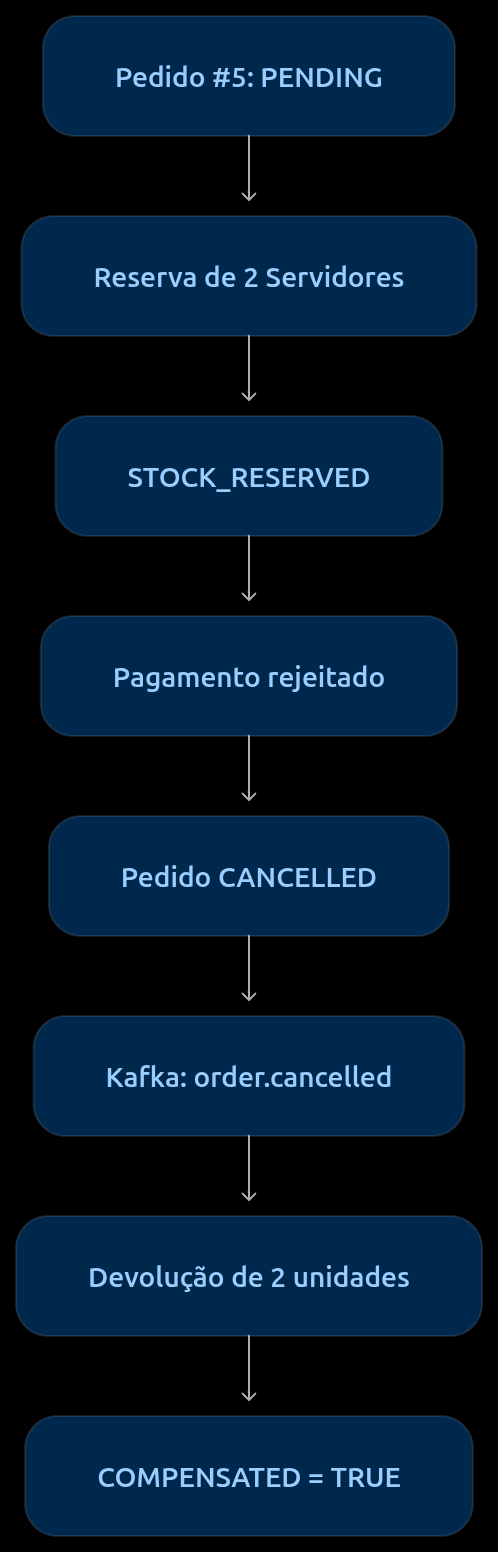 Pedido #5: PENDING
Reserva de 2 Servidores
STOCK_RESERVED
Pagamento rejeitado
Pedido CANCELLED
Kafka: order.cancelled
Devolução de 2 unidades
COMPENSATED = TRUE